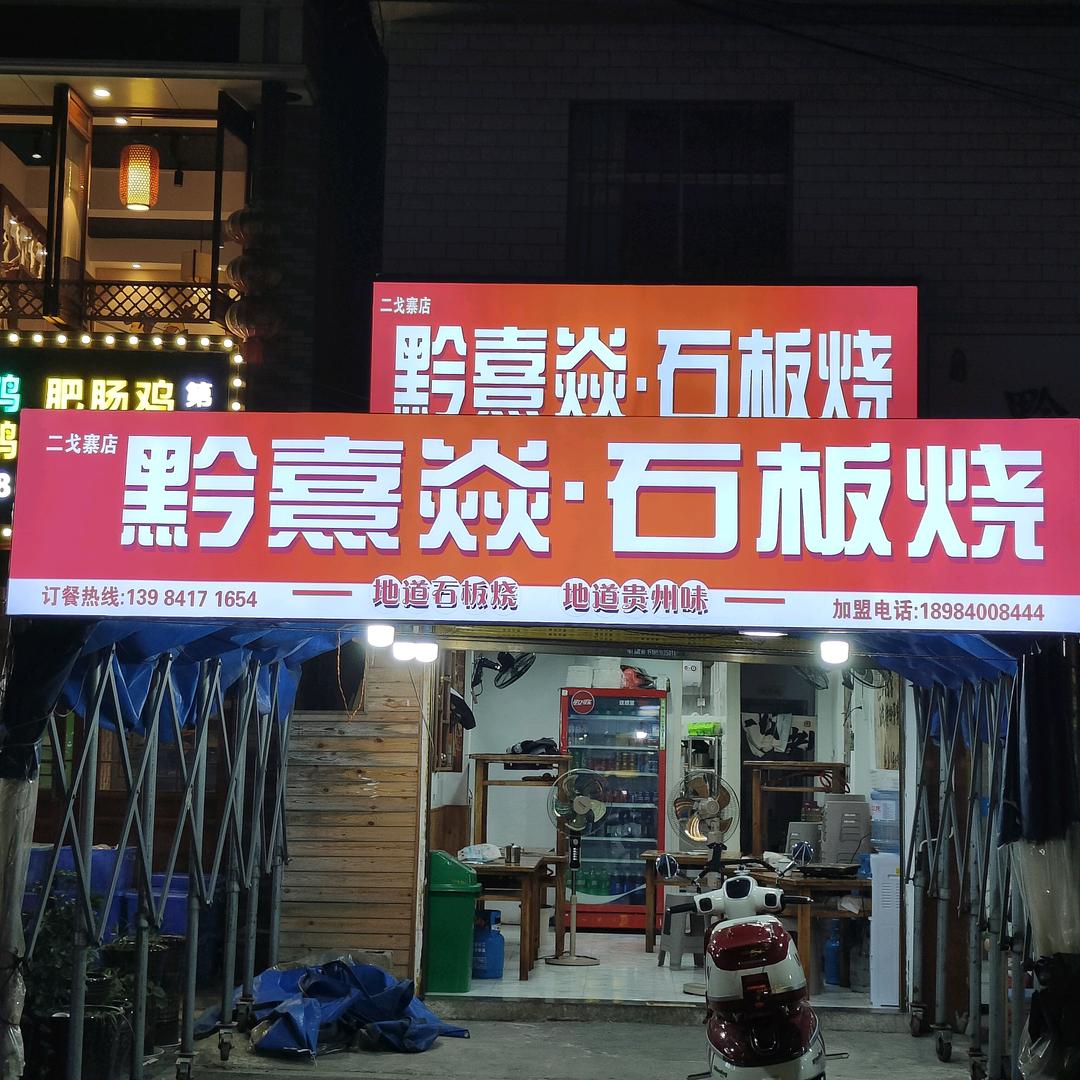 二戈寨店
黔熹焱·石板烧
肥肠鸡 第
二戈寨店
黔熹焱·石板烧
订餐热线:139 8417 1654
地道石板烧 地道贵州味
加盟电话:18984008444